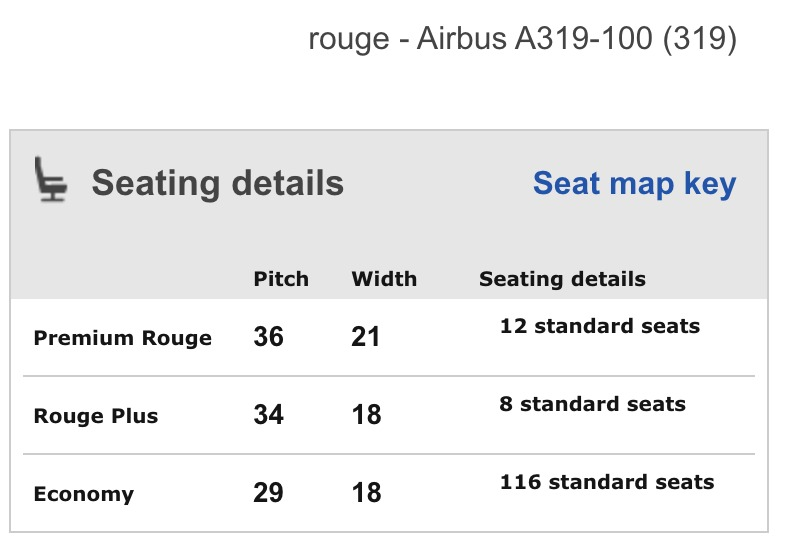 rouge - Airbus A319-100 (319)
Seating details Seat map key
Pitch Width Seating details
Premium Rouge 36 21 12 standard seats
Rouge Plus 34 18 8 standard seats
Economy 29 18 116 standard seats